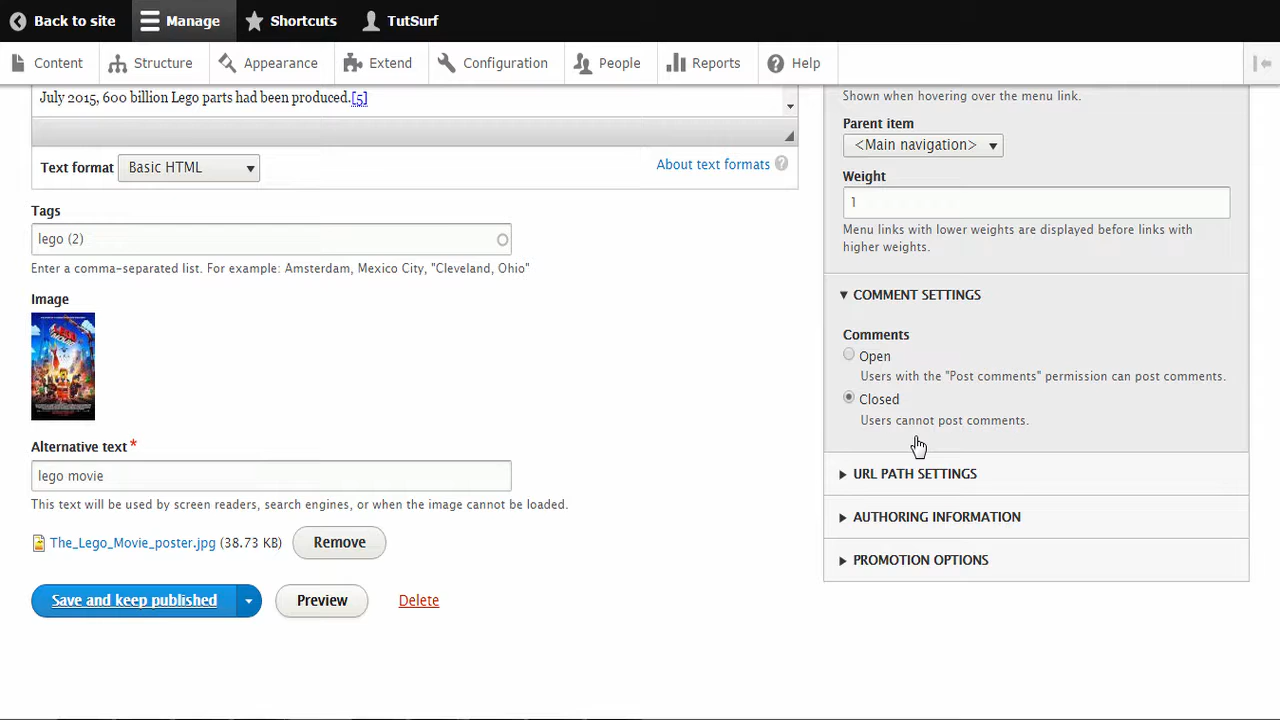 Back to site
Manage
Shortcuts
TutSurf
Content
Structure
Appearance
Extend
Configuration
People
Reports
Help
July 2015, 600 billion Lego parts had been produced.[5]
Text format
Basic HTML
About text formats
Tags
lego (2)
Enter a comma-separated list. For example: Amsterdam, Mexico City, "Cleveland, Ohio"
Image
Alternative text*
lego movie
This text will be used by screen readers, search engines, or when the image cannot be loaded.
The_Lego_Movie_poster.jpg (38.73 KB)
Remove
Save and keep published
Preview
Delete
Shown when hovering over the menu link.
Parent item
<Main navigation>
Weight
1
Menu links with lower weights are displayed before links with
higher weights.
COMMENT SETTINGS
Comments
Open
Users with the "Post comments" permission can post comments.
Closed
Users cannot post comments.
URL PATH SETTINGS
AUTHORING INFORMATION
PROMOTION OPTIONS